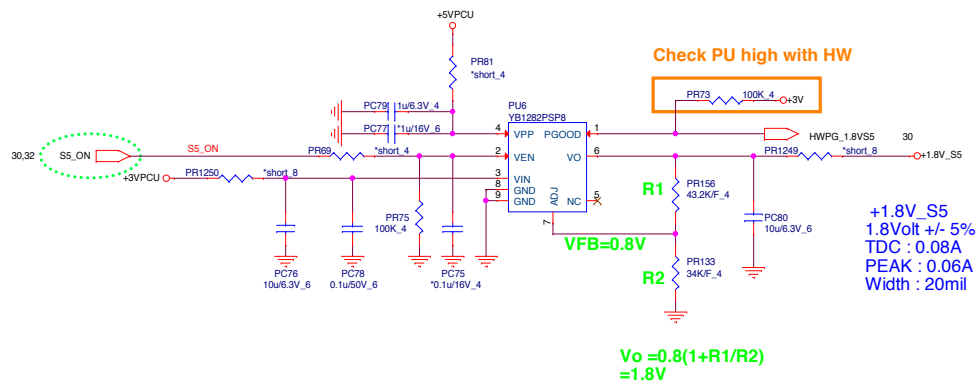 +5VPCU
Check PU high with HW
PR81
*short_4
PR73
100K_4
+3V
PC79
1u/6.3V_4
PU6
YB1282PSP8
PC77
*1u/16V_6
4
VPP
PGOOD
1
HWPG_1.8VS5
30
30,32
S5_ON
S5_ON
PR69
*short_4
2
VEN
VO
6
PR1249
*short_8
+1.8V_S5
+3VPCU
PR1250
*short_8
3
VIN
8
GND
9
GND
ADJ
NC
5
7
R1
PR156
43.2K/F_4
PR75
100K_4
PC80
10u/6.3V_6
+1.8V_S5
1.8Volt +/- 5%
TDC : 0.08A
PEAK : 0.06A
Width : 20mil
VFB=0.8V
PC76
10u/6.3V_6
PC78
0.1u/50V_6
PC75
*0.1u/16V_4
R2
PR133
34K/F_4
Vo =0.8(1+R1/R2)
=1.8V